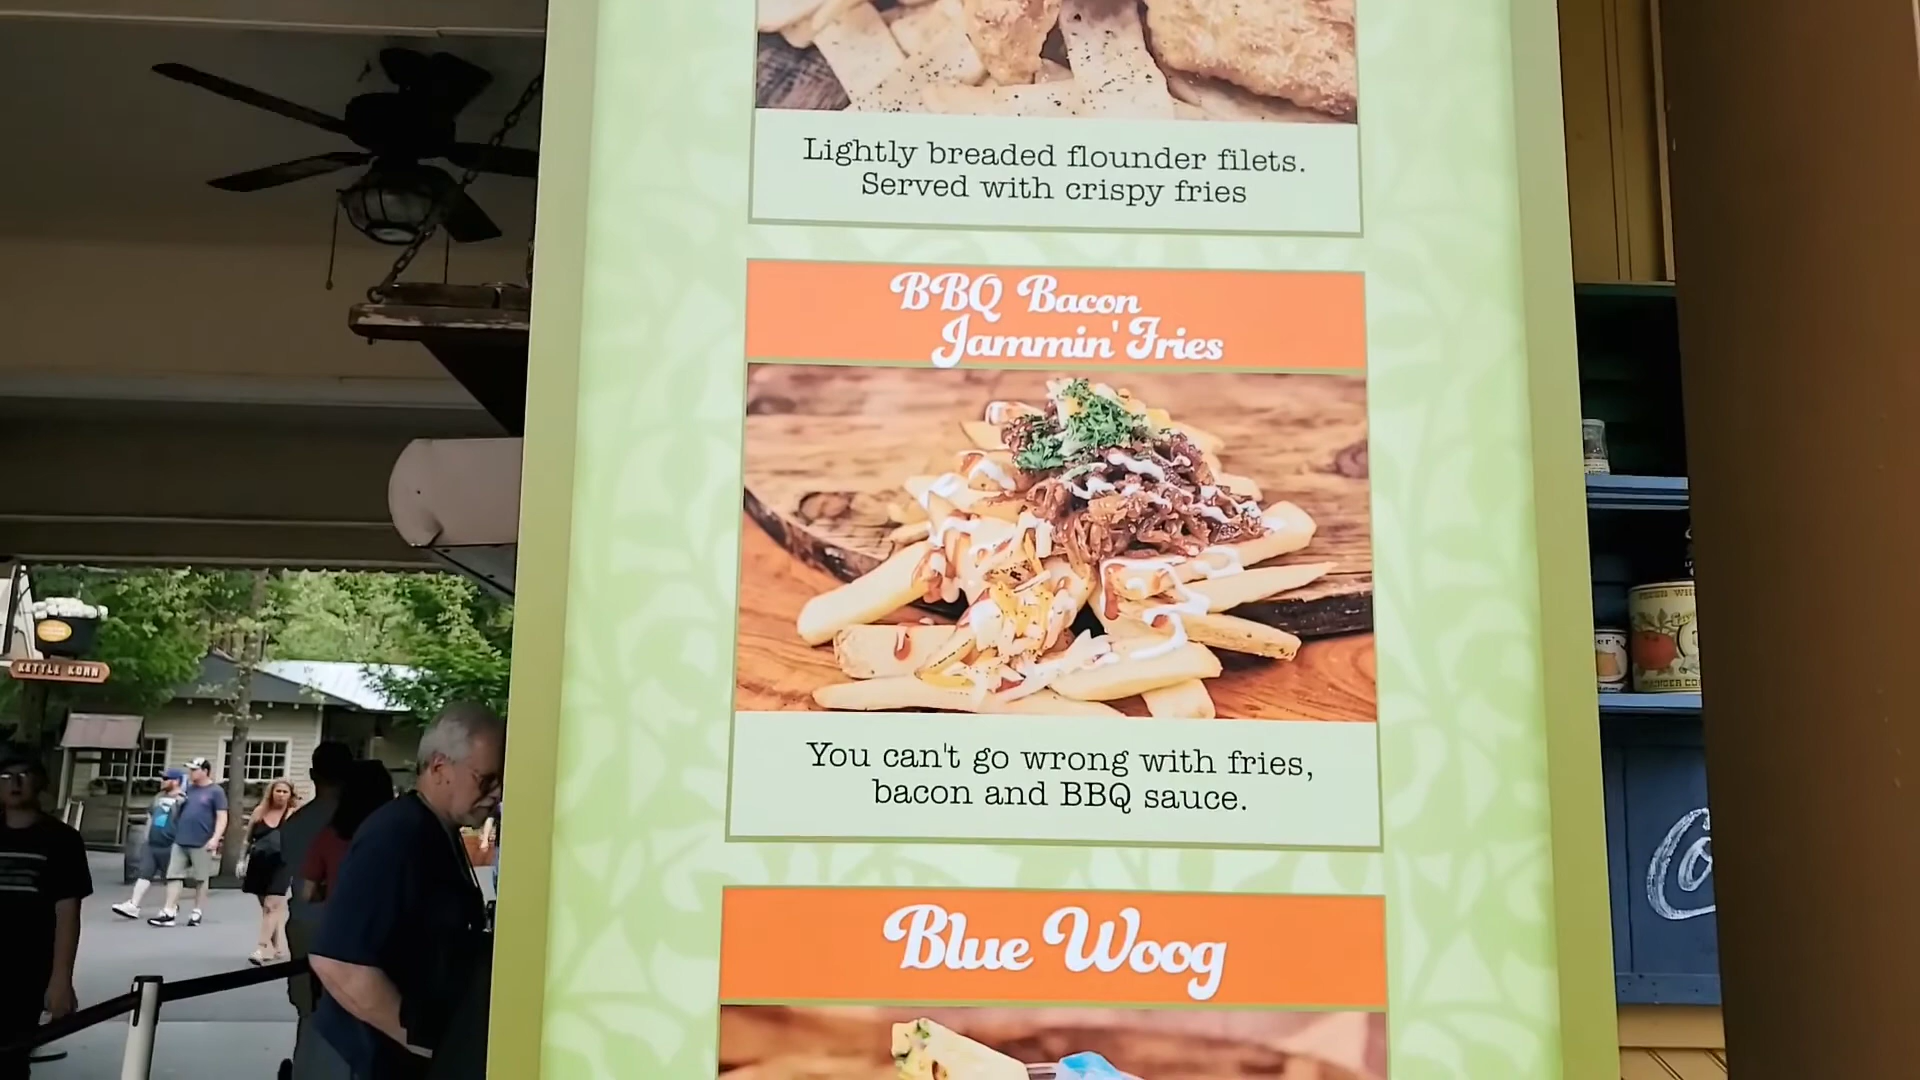 Lightly breaded flounder filets.
Served with crispy fries
BBQ Bacon
Jammin' Fries
You can't go wrong with fries,
bacon and BBQ sauce.
Blue Woog
KETTLE KORN